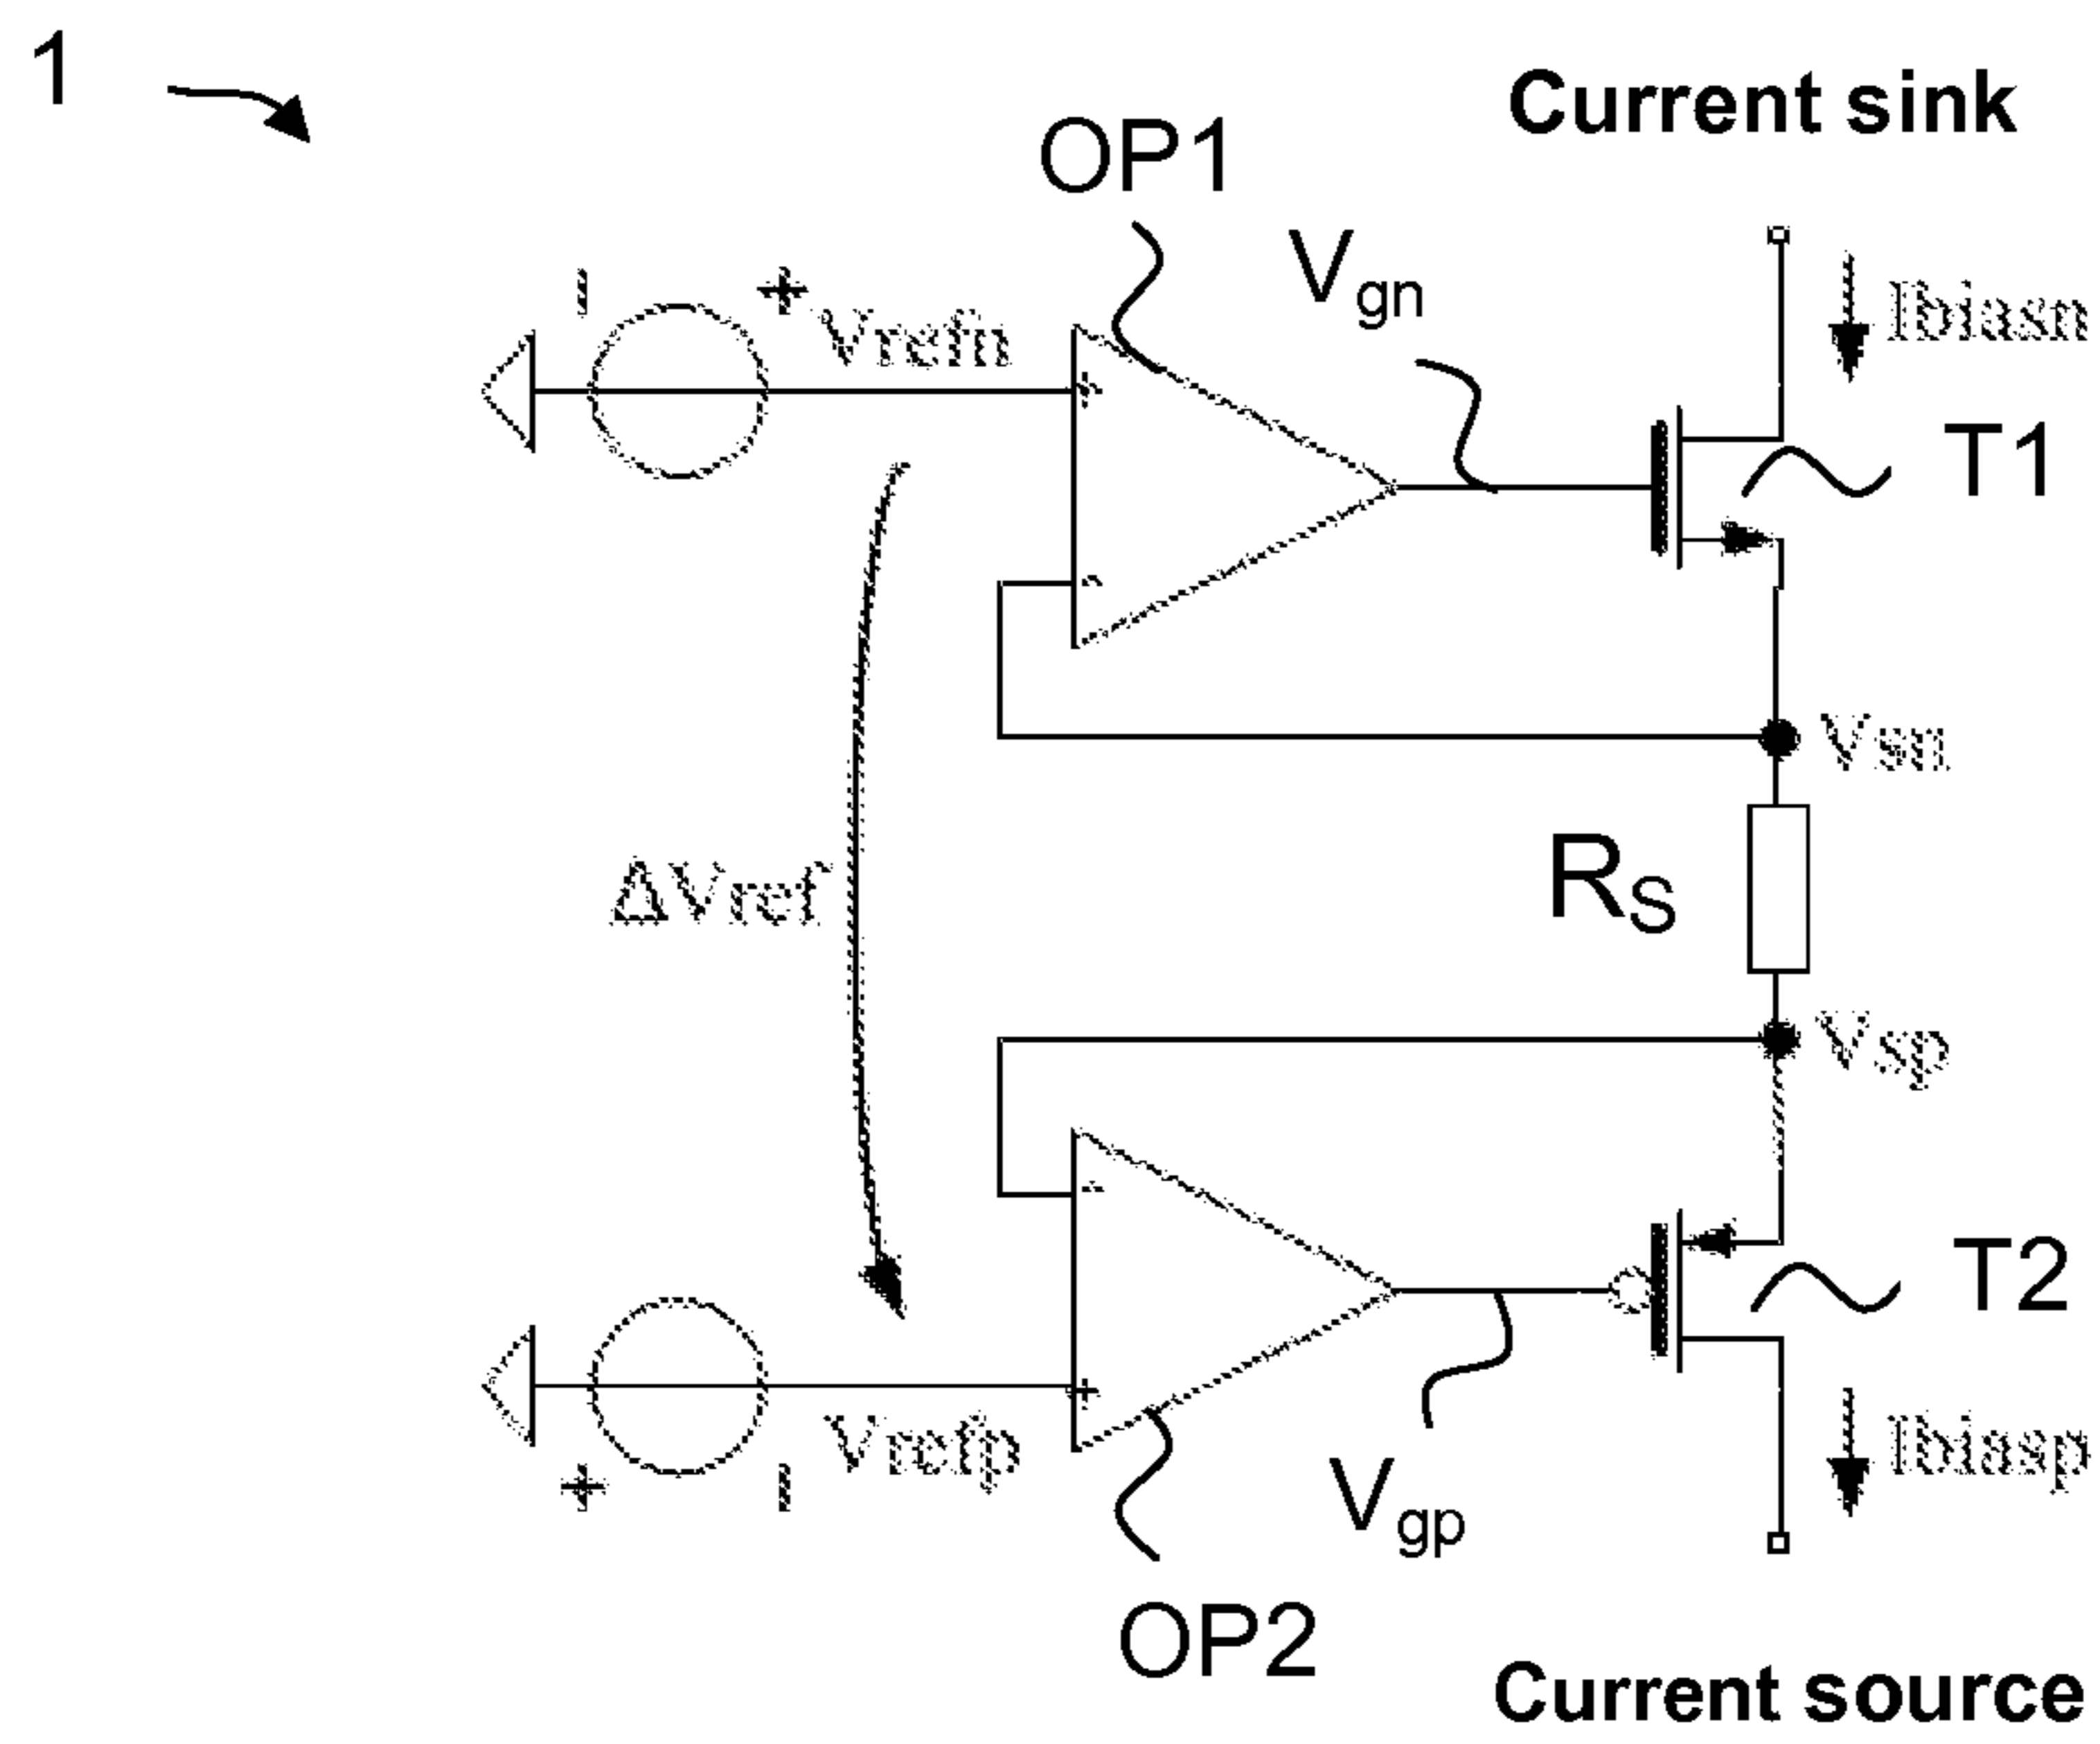 1
Current sink
OP1
Vgn
− +
Vrefn
Ibiasn
+
T1
-
Vsn
ΔVref
RS
Vsp
-
T2
+
Vrefp
+ −
Ibiasp
Vgp
OP2
Current source